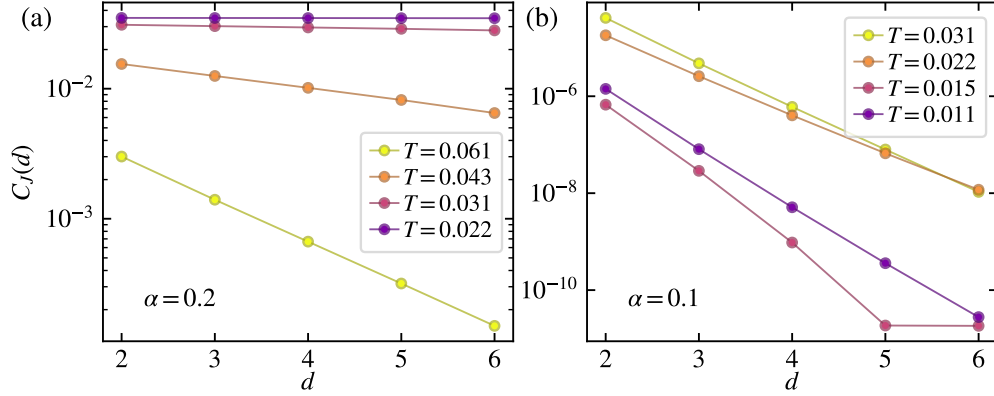 (a)
C_J(d)
10⁻²
10⁻³
T = 0.061
T = 0.043
T = 0.031
T = 0.022
α = 0.2
2 3 4 5 6
d
(b)
10⁻⁶
10⁻⁸
10⁻¹⁰
T = 0.031
T = 0.022
T = 0.015
T = 0.011
α = 0.1
2 3 4 5 6
d